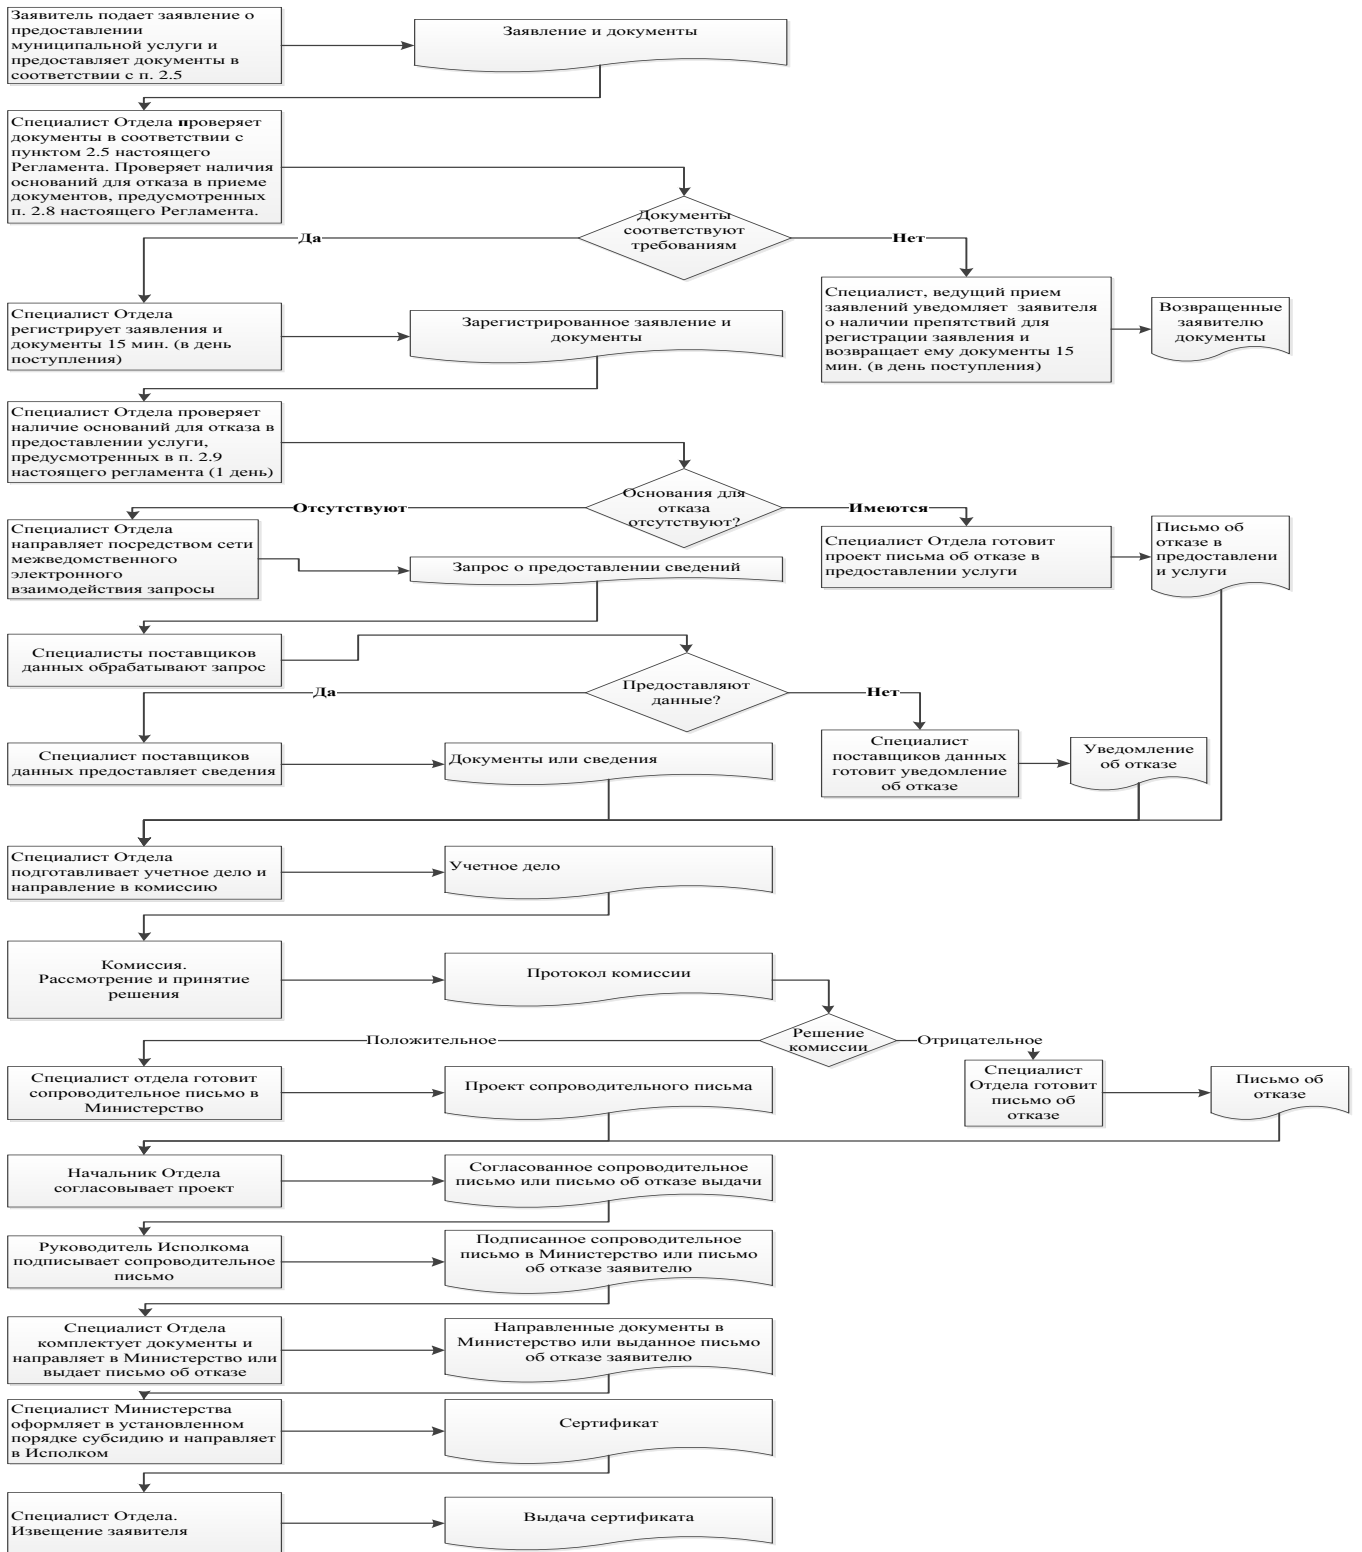 Заявитель подает заявление о
предоставлении
муниципальной услуги и
предоставляет документы в
соответствии с п. 2.5
Заявление и документы
Специалист Отдела проверяет
документы в соответствии с
пунктом 2.5 настоящего
Регламента. Проверяет наличия
оснований для отказа в приеме
документов, предусмотренных
п. 2.8 настоящего Регламента.
Документы
соответствуют
требованиям
Да
Нет
Специалист Отдела
регистрирует заявления и
документы 15 мин. (в день
поступления)
Зарегистрированное заявление и
документы
Специалист, ведущий прием
заявлений уведомляет заявителя
о наличии препятствий для
регистрации заявления и
возвращает ему документы 15
мин. (в день поступления)
Возвращенные
заявителю
документы
Специалист Отдела проверяет
наличие оснований для отказа в
предоставлении услуги,
предусмотренных в п. 2.9
настоящего регламента (1 день)
Основания для
отказа
отсутствуют?
Отсутствуют
Имеются
Специалист Отдела
направляет посредством сети
межведомственного
электронного
взаимодействия запросы
Запрос о предоставлении сведений
Специалист Отдела готовит
проект письма об отказе в
предоставлении услуги
Письмо об
отказе в
предоставлени
и услуги
Специалисты поставщиков
данных обрабатывают запрос
Предоставляют
данные?
Да
Нет
Специалист поставщиков
данных предоставляет сведения
Документы или сведения
Специалист
поставщиков данных
готовит уведомление
об отказе
Уведомление
об отказе
Специалист Отдела
подготавливает учетное дело и
направление в комиссию
Учетное дело
Комиссия.
Рассмотрение и принятие
решения
Протокол комиссии
Решение
комиссии
Положительное
Отрицательное
Специалист отдела готовит
сопроводительное письмо в
Министерство
Проект сопроводительного письма
Специалист
Отдела готовит
письмо об
отказе
Письмо об
отказе
Начальник Отдела
согласовывает проект
Согласованное сопроводительное
письмо или письмо об отказе выдачи
Руководитель Исполкома
подписывает сопроводительное
письмо
Подписанное сопроводительное
письмо в Министерство или письмо
об отказе заявителю
Специалист Отдела
комплектует документы и
направляет в Министерство или
выдает письмо об отказе
Направленные документы в
Министерство или выданное письмо
об отказе заявителю
Специалист Министерства
оформляет в установленном
порядке субсидию и направляет
в Исполком
Сертификат
Специалист Отдела.
Извещение заявителя
Выдача сертификата